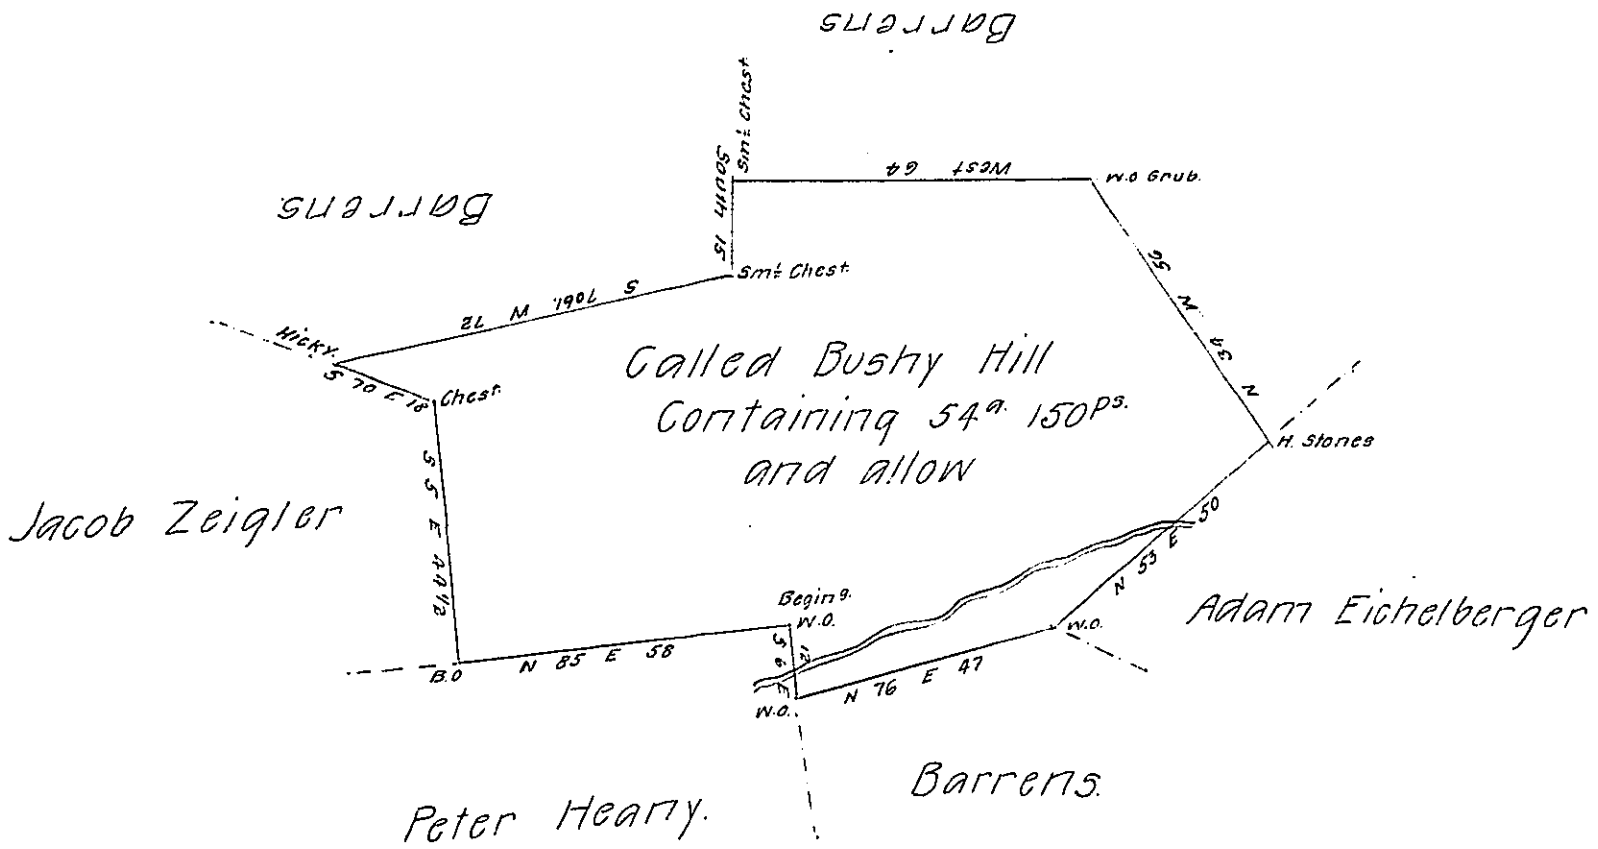 Barrens
Sm.t Chest.
West 64
W.O Grub.
South 15
Barrens
Sm.t Chest.
N 34 W 56
W 72
Hicky.
S 70 E 18
Chest.
Called Bushy Hill
Containing 54a. 150ps.
and allow
H. Stones
S 5 E 44 1/2
Jacob Zeigler
N 53 E 50
Begin g.
W.O.
Adam Eichelberger
W.O.
S 6 E 12
N 85 E 58
B.O
N 76 E 47
W.O.
Barrens.
Peter Heany.